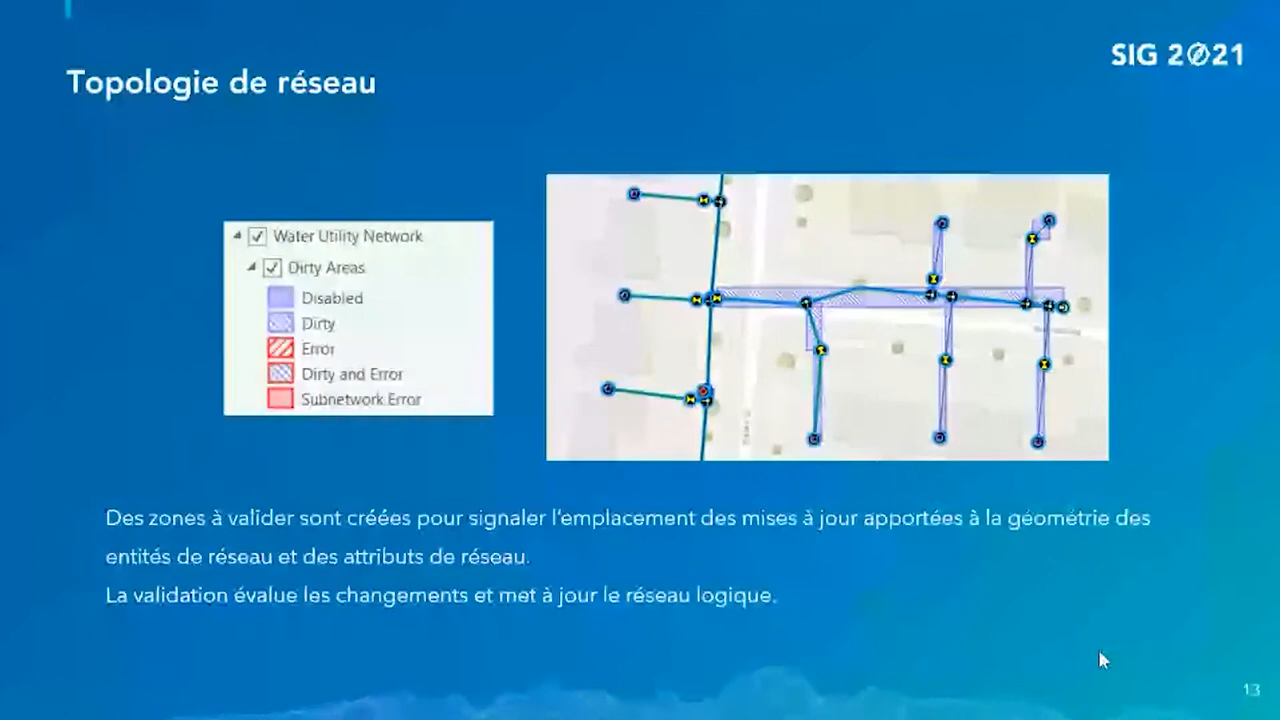 SIG 2021
Topologie de réseau
Water Utility Network
Dirty Areas
Disabled
Dirty
Error
Dirty and Error
Subnetwork Error
Des zones à valider sont créées pour signaler l'emplacement des mises à jour apportées à la géométrie des
entités de réseau et des attributs de réseau.
La validation évalue les changements et met à jour le réseau logique.
13